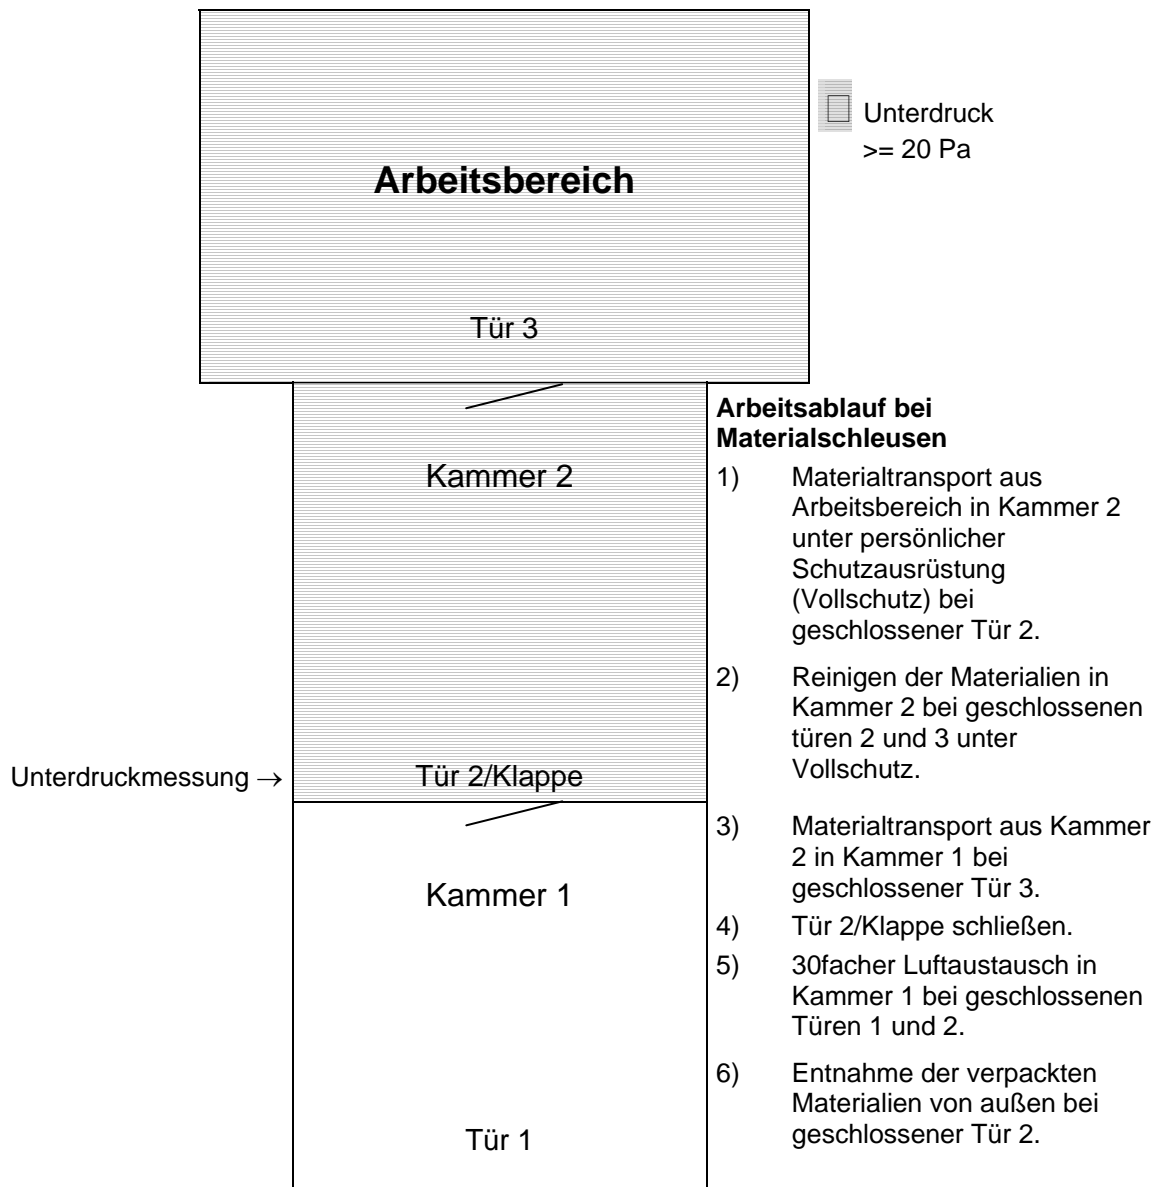 Unterdruck
>= 20 Pa
Arbeitsbereich
Tür 3
Kammer 2
Unterdruckmessung →
Tür 2/Klappe
Kammer 1
Tür 1
Arbeitsablauf bei
Materialschleusen
1) Materialtransport aus
Arbeitsbereich in Kammer 2
unter persönlicher
Schutzausrüstung
(Vollschutz) bei
geschlossener Tür 2.
2) Reinigen der Materialien in
Kammer 2 bei geschlossenen
türen 2 und 3 unter
Vollschutz.
3) Materialtransport aus Kammer
2 in Kammer 1 bei
geschlossener Tür 3.
4) Tür 2/Klappe schließen.
5) 30facher Luftaustausch in
Kammer 1 bei geschlossenen
Türen 1 und 2.
6) Entnahme der verpackten
Materialien von außen bei
geschlossener Tür 2.